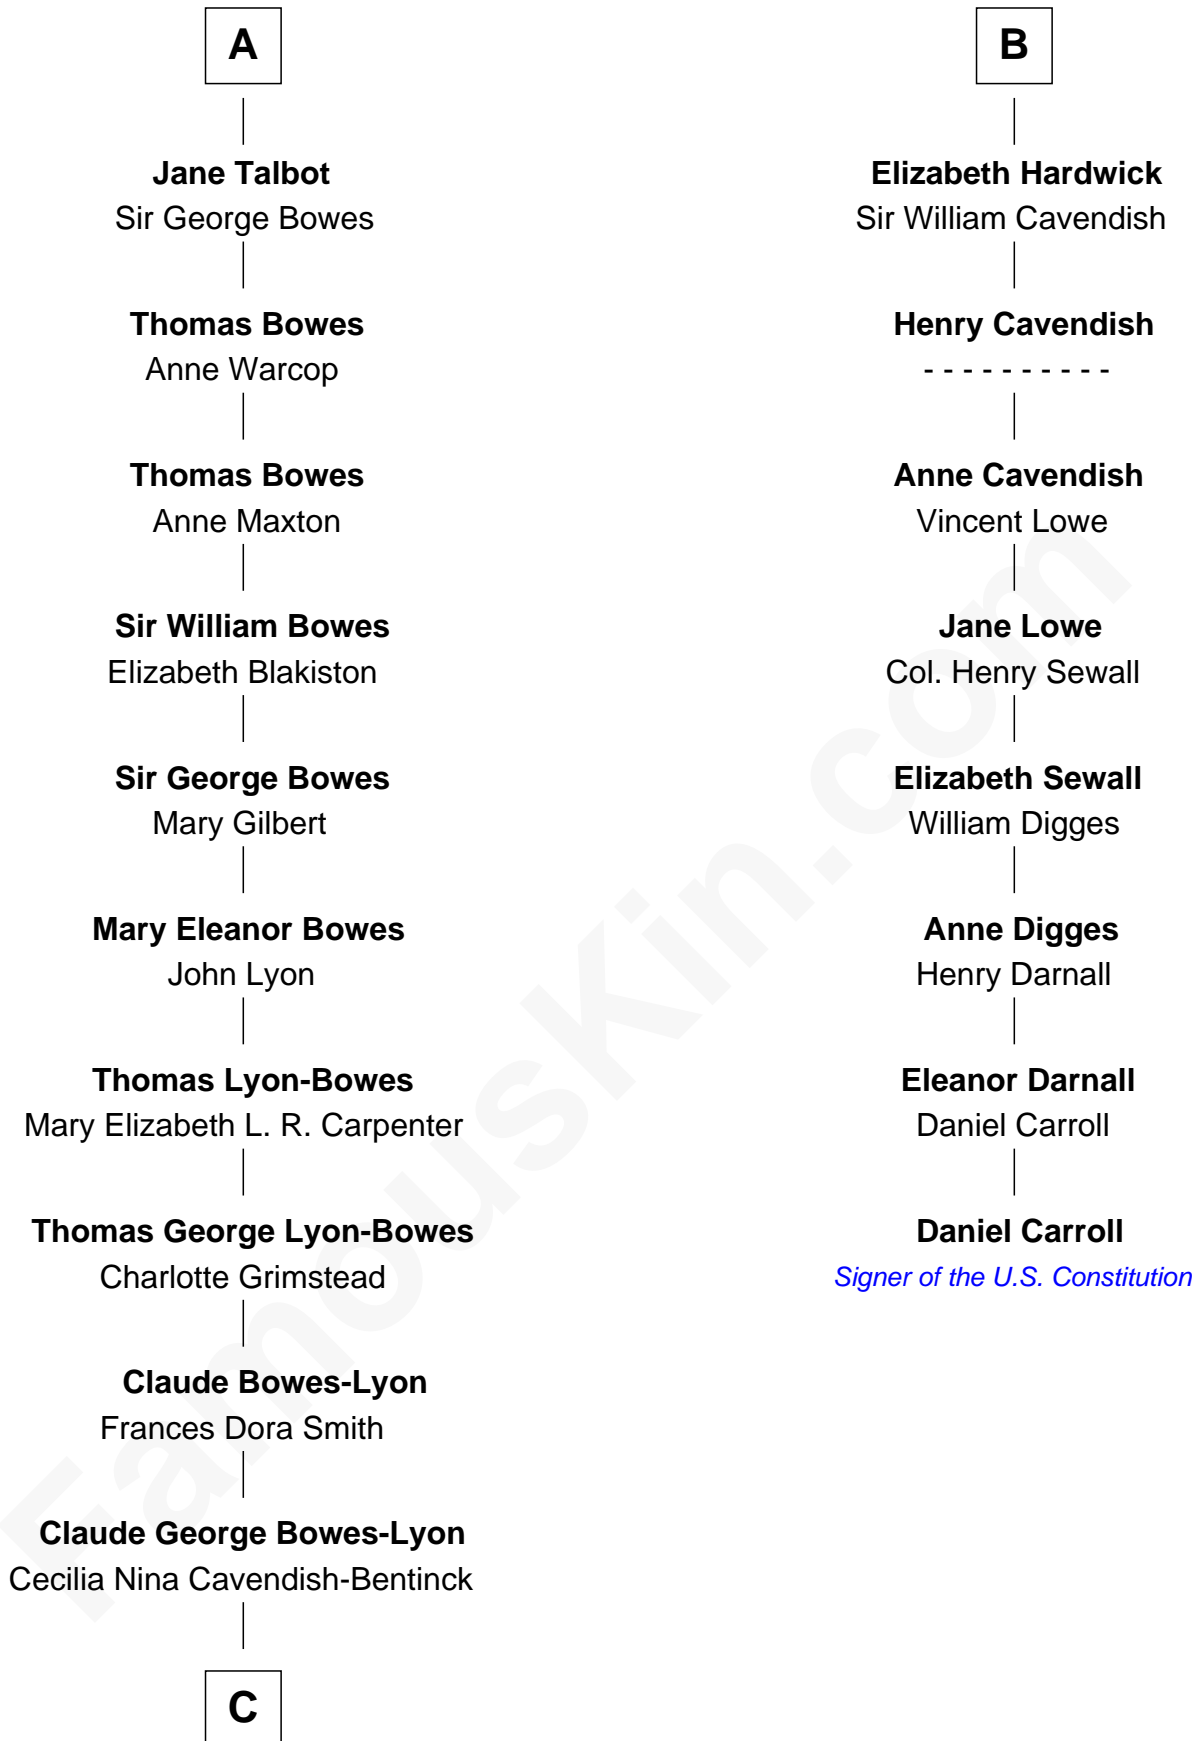 A
Jane Talbot
Sir George Bowes
Thomas Bowes
Anne Warcop
Thomas Bowes
Anne Maxton
Sir William Bowes
Elizabeth Blakiston
Sir George Bowes
Mary Gilbert
Mary Eleanor Bowes
John Lyon
Thomas Lyon-Bowes
Mary Elizabeth L. R. Carpenter
Thomas George Lyon-Bowes
Charlotte Grimstead
Claude Bowes-Lyon
Frances Dora Smith
Claude George Bowes-Lyon
Cecilia Nina Cavendish-Bentinck
C
B
Elizabeth Hardwick
Sir William Cavendish
Henry Cavendish
- - - - - - - - - -
Anne Cavendish
Vincent Lowe
Jane Lowe
Col. Henry Sewall
Elizabeth Sewall
William Digges
Anne Digges
Henry Darnall
Eleanor Darnall
Daniel Carroll
Daniel Carroll
Signer of the U.S. Constitution
FamousKin.com